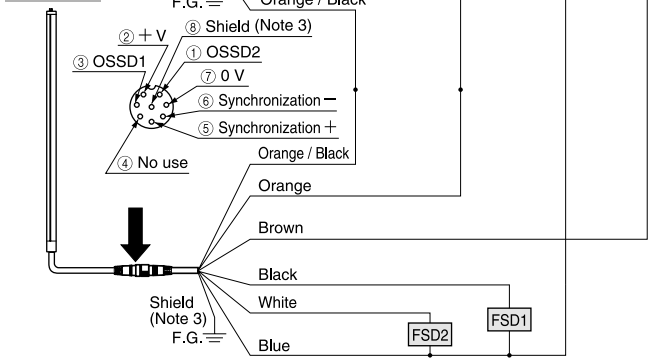 F.G.
Orange / Black
⑧ Shield (Note 3)
② + V
① OSSD2
③ OSSD1
⑦ 0 V
⑥ Synchronization −
⑤ Synchronization +
④ No use
Orange / Black
Orange
Brown
Black
White
Shield
(Note 3)
F.G.
Blue
FSD2
FSD1